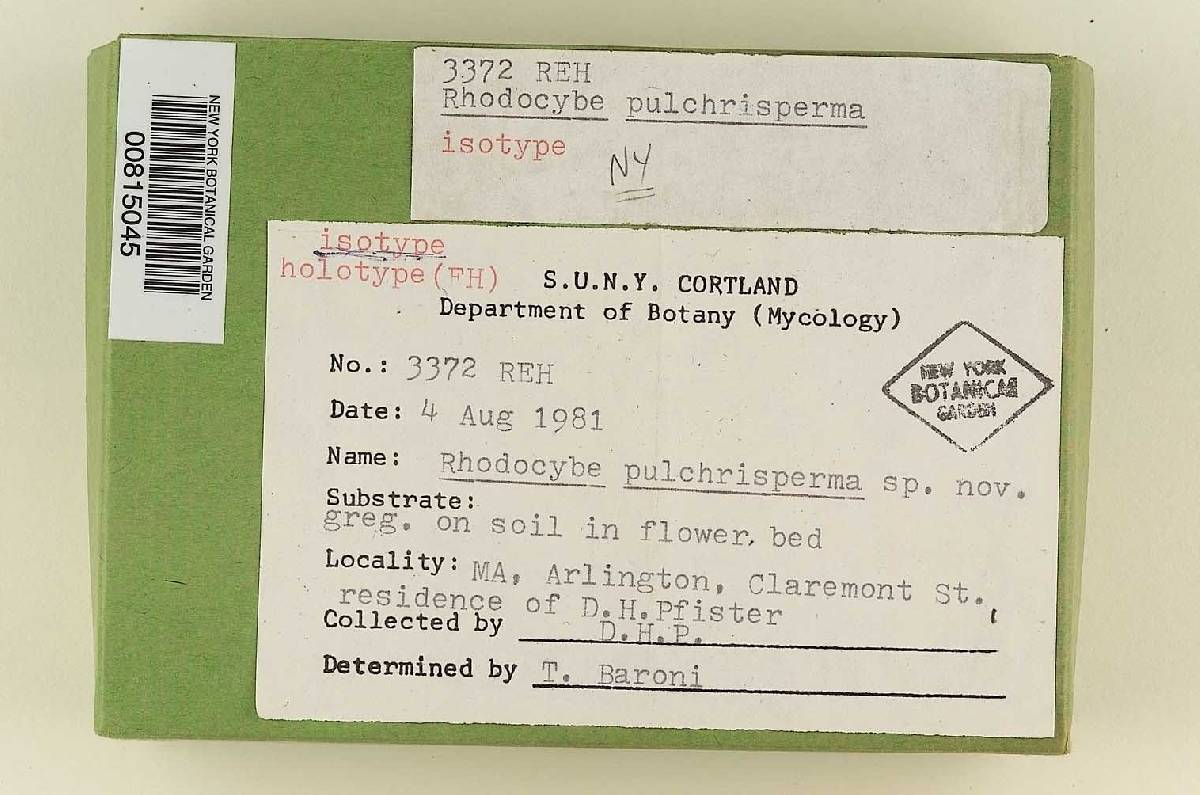 NEW YORK BOTANICAL GARDEN
00815045
3372 REH
Rhodocybe pulchrisperma
isotype
NY
isotype
holotype(FH)
S.U.N.Y. CORTLAND
Department of Botany (Mycology)
NEW YORK
BOTANICAL
GARDEN
No.: 3372 REH
Date: 4 Aug 1981
Name: Rhodocybe pulchrisperma sp. nov.
Substrate:
greg. on soil in flower bed
Locality: MA, Arlington, Claremont St.,
residence of D.H.Pfister
Collected by D.H.P.
Determined by T. Baroni